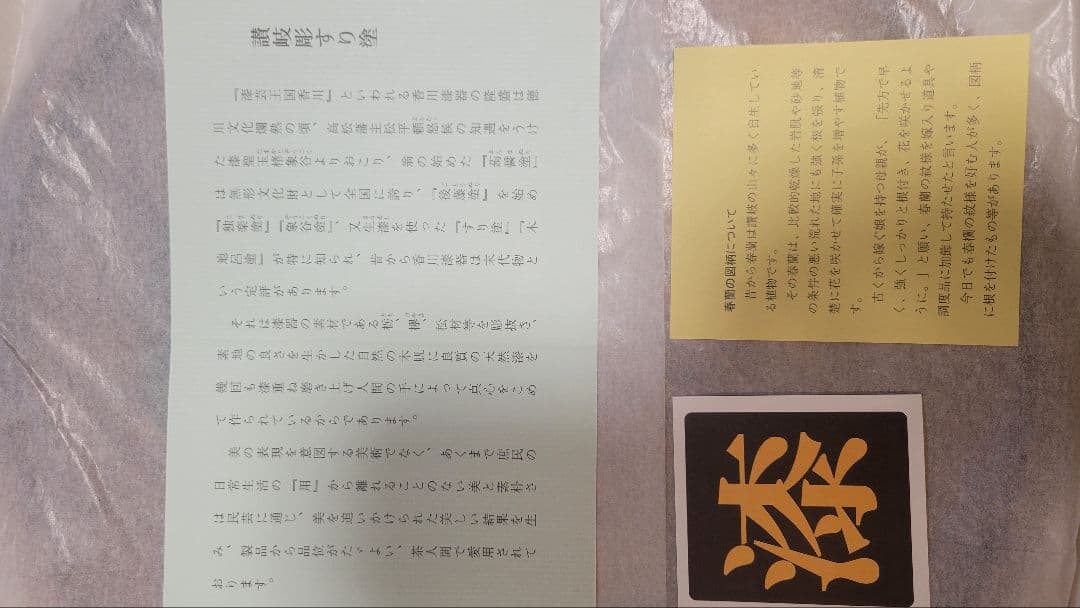 讃岐彫すり塗
『漆芸王国香川』といわれる香川漆器の隆盛は徳
川文化爛熟の頃、高松藩主松平頼恕候の知遇をうけ
た漆聖玉楮象谷よりおこり、翁の始めた『蒟醤塗』
は無形文化財として全国に誇り、『後藤塗』を始め
『独楽塗』『象谷塗』、又生漆を使った『すり塗』『木
地呂塗』が特に知られ、昔から香川漆器は末代物と
いう定評があります。
それは漆器の素材である栃、欅、松材等を彫抜き、
素地の良さを生かした自然の木肌に良質の天然漆を
幾回も漆重ね磨き上げ人間の手によって点心をこめ
て作られているからであります。
美の表現を意図する美術でなく、あくまで庶民の
日常生活の『用』から離れることのない美と素朴さ
は民芸に通じ、美を追いかけられた美しい結果を生
み、製品から品位がたゞよい、茶人間で愛用されて
おります。
春蘭の図柄について
昔から春蘭は讃岐の山々に多く自生してい
る植物です。
その春蘭は、比較的乾燥した岩肌や砂地等
の条件の悪い荒れた地にも強く根を張り、清
楚に花を咲かせて確実に子孫を増やす植物で
す。
古くから嫁ぐ娘を持つ母親が、「先方で早
く、強くしっかりと根付き、花を咲かせるよ
うに。」と願い、春蘭の紋様を嫁入り道具や
調度品に加飾して持たせたと言います。
今日でも春蘭の紋様を好む人が多く、図柄
に根を付けたもの等があります。
漆